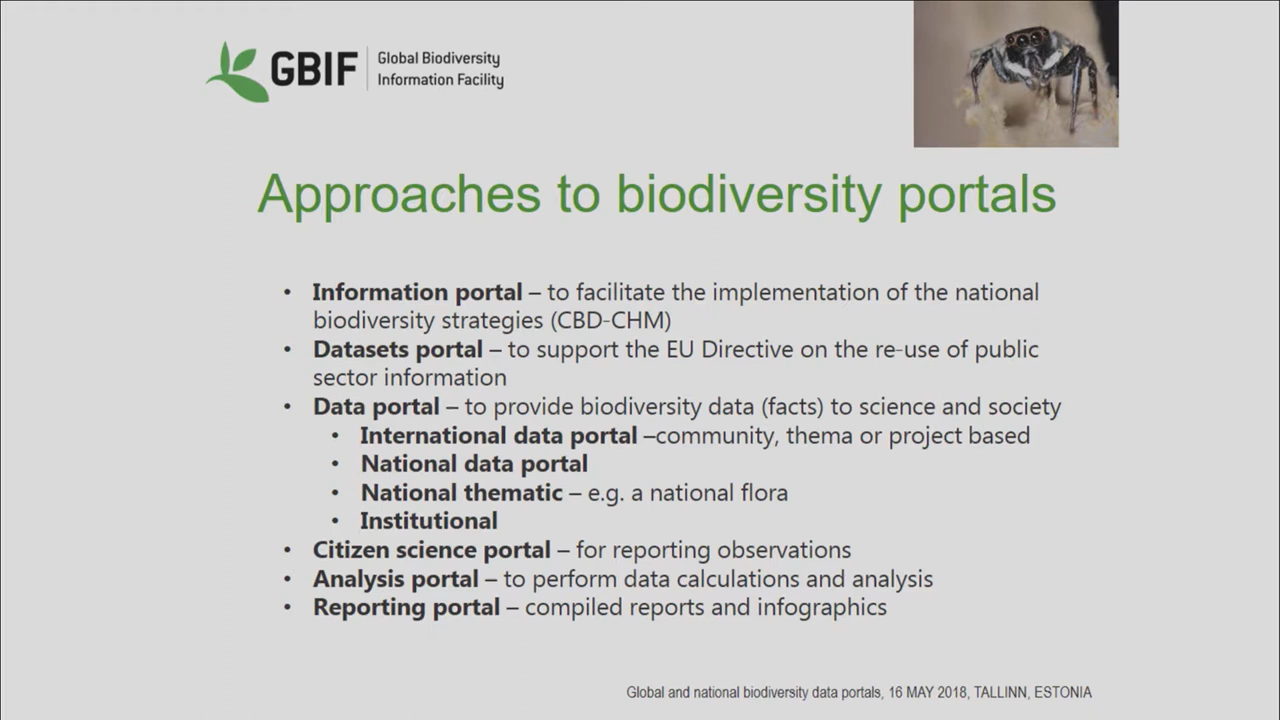 GBIF
Global Biodiversity
Information Facility
Approaches to biodiversity portals
• Information portal – to facilitate the implementation of the national
biodiversity strategies (CBD-CHM)
• Datasets portal – to support the EU Directive on the re-use of public
sector information
• Data portal – to provide biodiversity data (facts) to science and society
• International data portal –community, thema or project based
• National data portal
• National thematic – e.g. a national flora
• Institutional
• Citizen science portal – for reporting observations
• Analysis portal – to perform data calculations and analysis
• Reporting portal – compiled reports and infographics
Global and national biodiversity data portals, 16 MAY 2018, TALLINN, ESTONIA